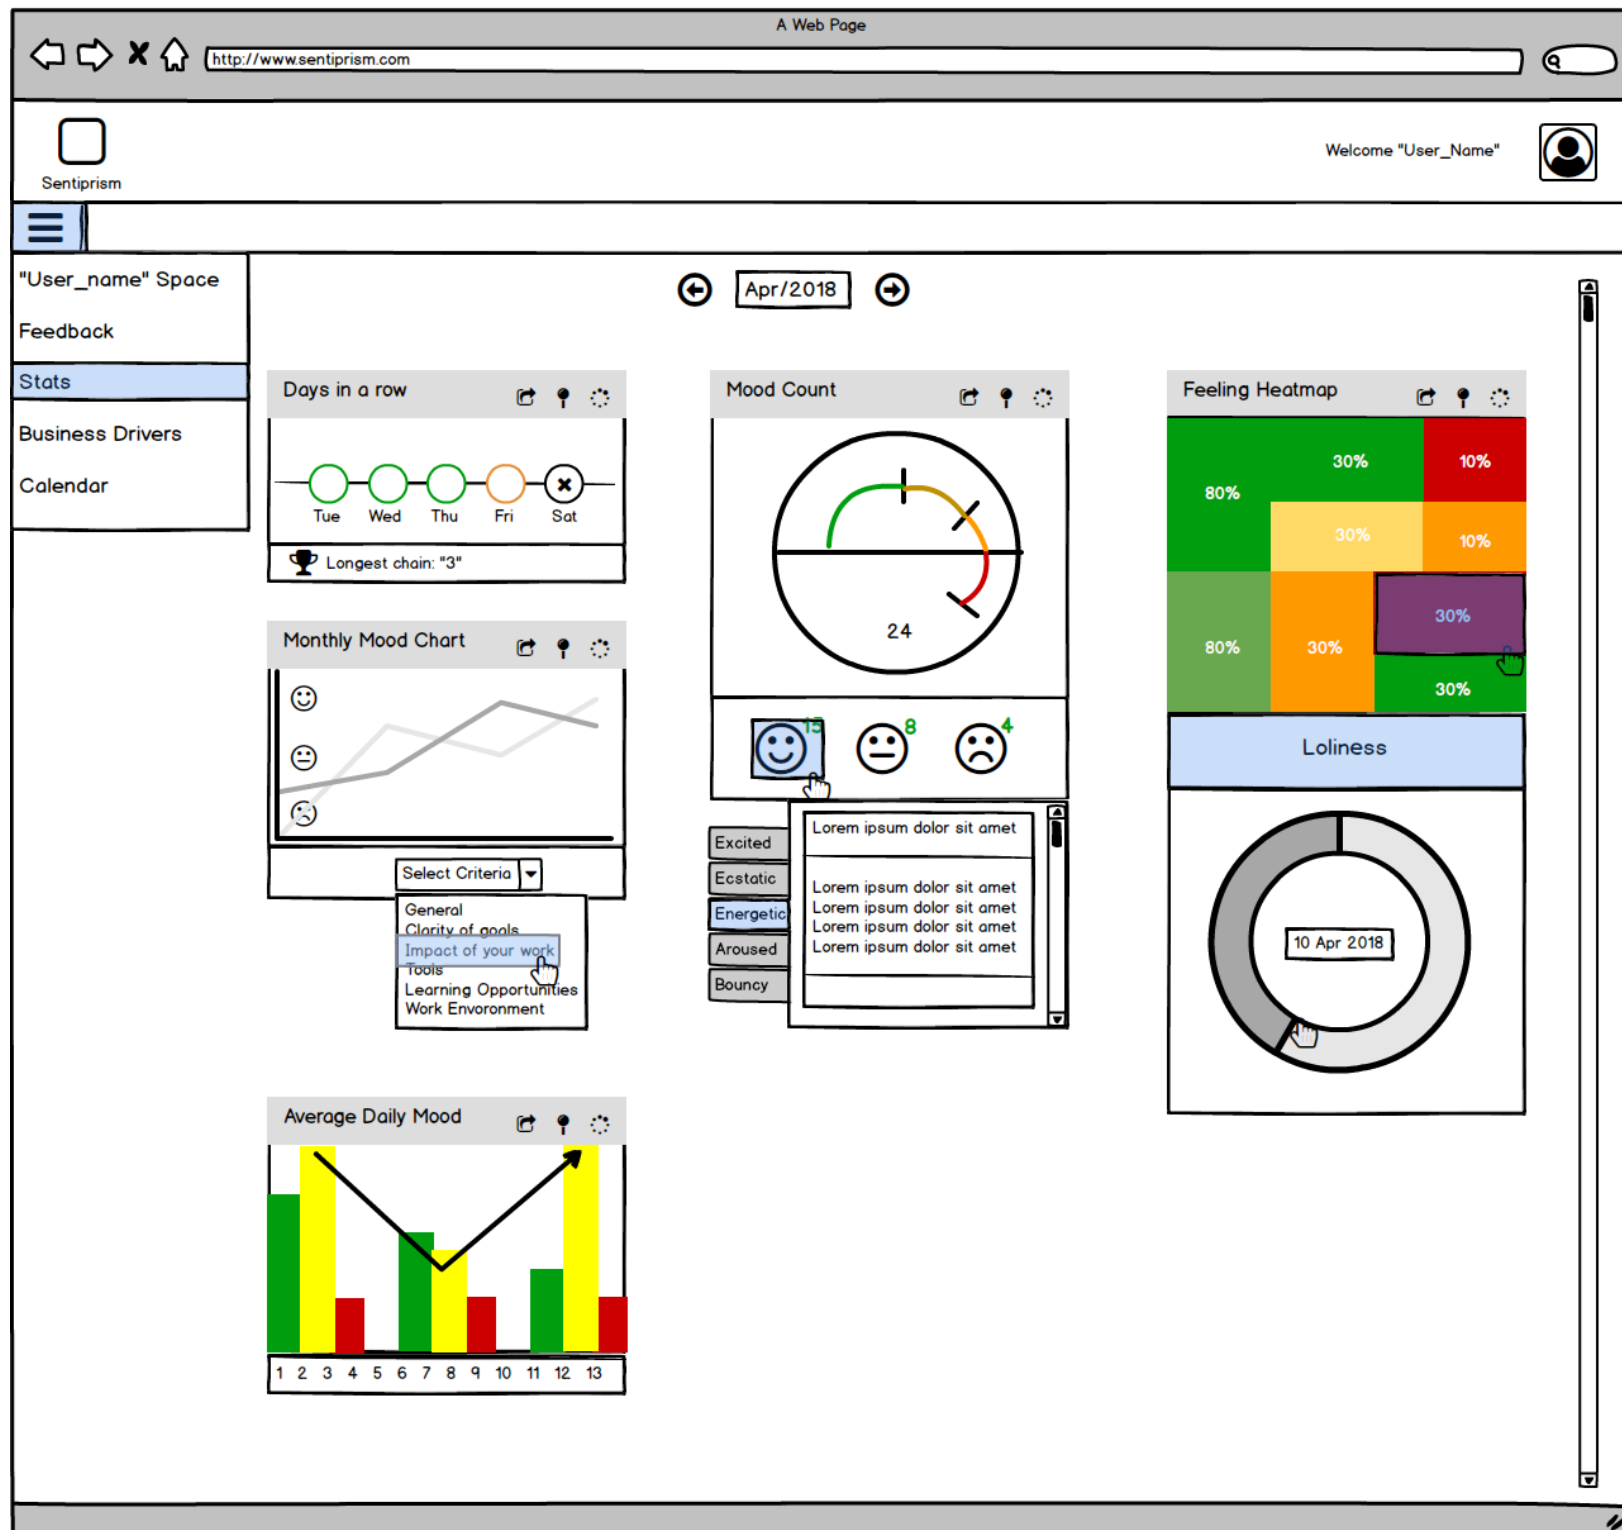 A Web Page
http://www.sentiprism.com
Sentiprism
Welcome "User_Name"
"User_name" Space
Feedback
Stats
Business Drivers
Calendar
Apr/2018
Days in a row
Tue Wed Thu Fri Sat
Longest chain: "3"
Monthly Mood Chart
Select Criteria
General
Clarity of goals
Impact of your work
Tools
Learning Opportunities
Work Envoronment
Average Daily Mood
1 2 3 4 5 6 7 8 9 10 11 12 13
Mood Count
24
15 8 4
Excited
Ecstatic
Energetic
Aroused
Bouncy
Lorem ipsum dolor sit amet
Lorem ipsum dolor sit amet
Lorem ipsum dolor sit amet
Lorem ipsum dolor sit amet
Lorem ipsum dolor sit amet
Feeling Heatmap
30% 10%
80%
30% 10%
30%
80% 30%
30%
Loliness
10 Apr 2018